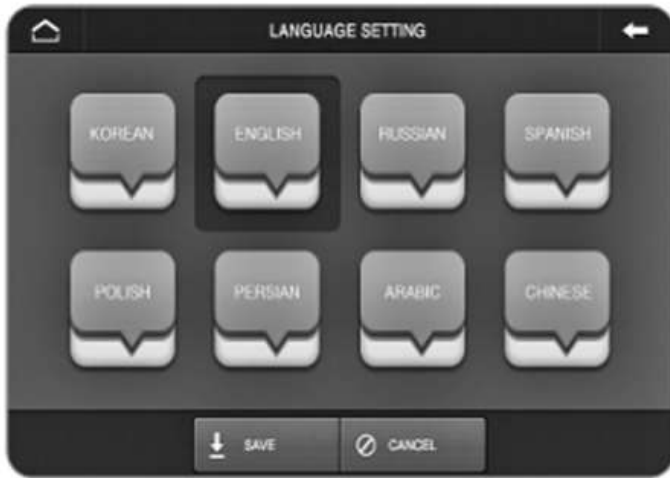 LANGUAGE SETTING
KOREAN ENGLISH RUSSIAN SPANISH
POLISH PERSIAN ARABIC CHINESE
SAVE CANCEL